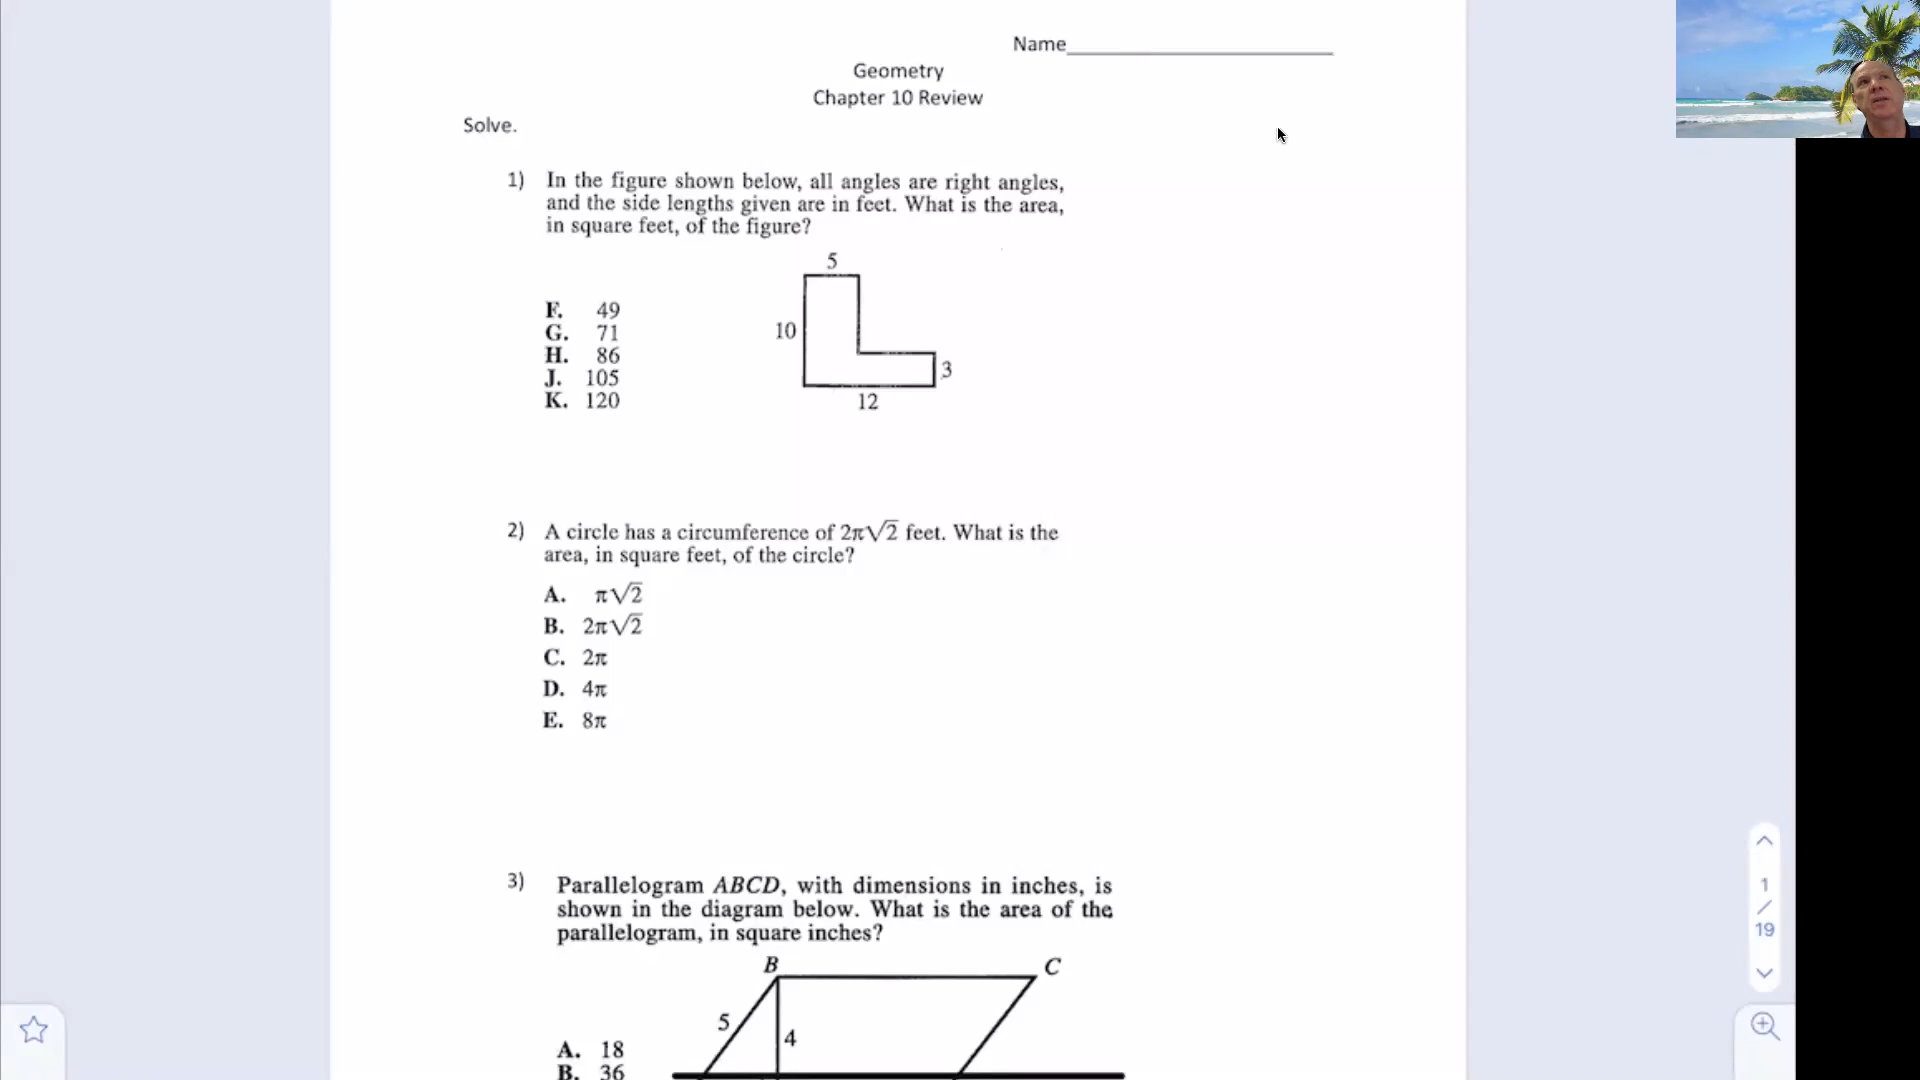 Name
Geometry
Chapter 10 Review
Solve.
1) In the figure shown below, all angles are right angles,
and the side lengths given are in feet. What is the area,
in square feet, of the figure?
5
F. 49
G. 71
H. 86
J. 105
K. 120
10
3
12
2) A circle has a circumference of 2π√2 feet. What is the
area, in square feet, of the circle?
A. π√2
B. 2π√2
C. 2π
D. 4π
E. 8π
3) Parallelogram ABCD, with dimensions in inches, is
shown in the diagram below. What is the area of the
parallelogram, in square inches?
B
C
5
4
A. 18
B. 36
1
/
19